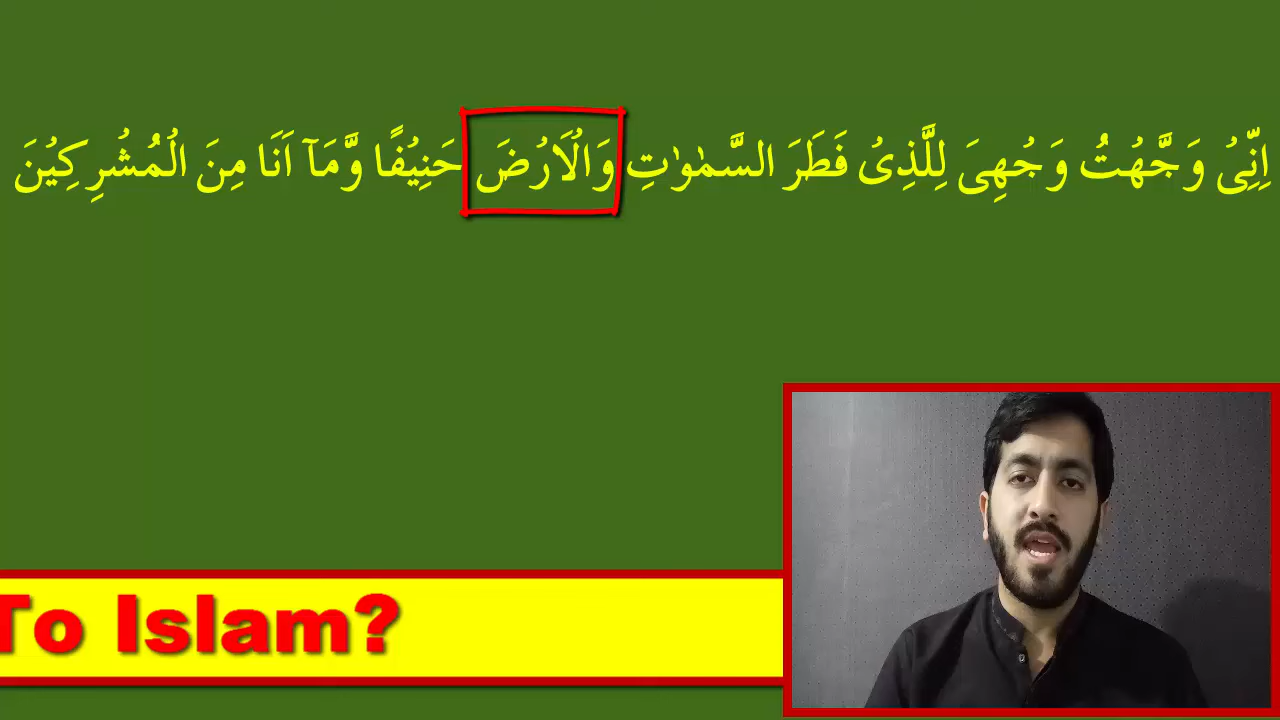 اِنِّىۡ وَجَّهۡتُ وَجۡهِىَ لِلَّذِىۡ فَطَرَ السَّمٰوٰتِ وَالۡاَرۡضَ حَنِيۡفًا وَّمَاۤ اَنَا مِنَ الۡمُشۡرِكِيۡنَ
To Islam?